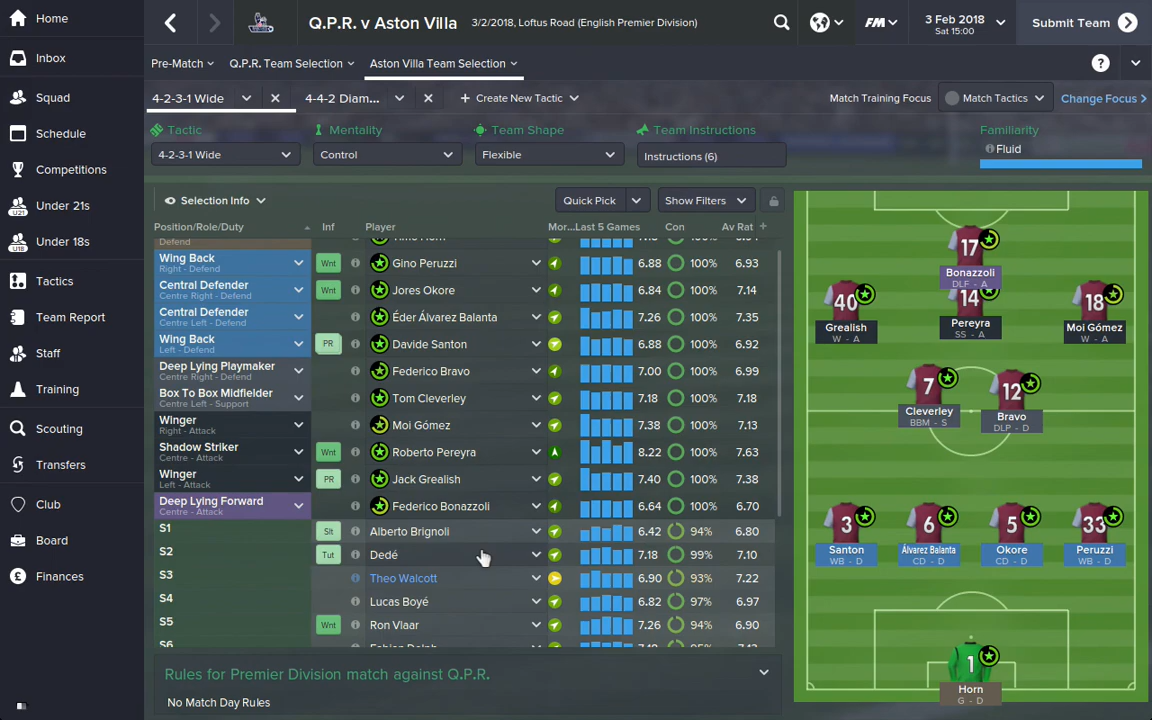 Home
Q.P.R. v Aston Villa
3/2/2018, Loftus Road (English Premier Division)
FM
3 Feb 2018
Sat 15:00
Submit Team
Inbox
Pre-Match
Q.P.R. Team Selection
Aston Villa Team Selection
?
Squad
4-2-3-1 Wide
4-4-2 Diam...
Create New Tactic
Match Training Focus
Match Tactics
Change Focus
Schedule
Tactic
Mentality
Team Shape
Team Instructions
Familiarity
4-2-3-1 Wide
Control
Flexible
Instructions (6)
Fluid
Competitions
U21
Under 21s
Selection Info
Quick Pick
Show Filters
U18
Under 18s
Position/Role/Duty
Inf
Player
Mor...
Last 5 Games
Con
Av Rat
Defend
Wing Back
Right - Defend
Wnt
Gino Peruzzi
6.88
100%
6.93
Central Defender
Centre Right - Defend
Wnt
Jores Okore
6.84
100%
7.14
Central Defender
Centre Left - Defend
Éder Álvarez Balanta
7.26
100%
7.35
Wing Back
Left - Defend
PR
Davide Santon
6.88
100%
6.92
Deep Lying Playmaker
Centre Right - Defend
Federico Bravo
7.00
100%
6.99
Box To Box Midfielder
Centre Left - Support
Tom Cleverley
7.18
100%
7.18
Winger
Right - Attack
Moi Gómez
7.38
100%
7.13
Shadow Striker
Centre - Attack
Wnt
Roberto Pereyra
8.22
100%
7.63
Winger
Left - Attack
PR
Jack Grealish
7.40
100%
7.38
Deep Lying Forward
Centre - Attack
Federico Bonazzoli
6.64
100%
6.70
S1
Slt
Alberto Brignoli
6.42
94%
6.80
S2
Tut
Dedé
7.18
99%
7.10
S3
Theo Walcott
6.90
93%
7.22
S4
Lucas Boyé
6.82
97%
6.97
S5
Wnt
Ron Vlaar
7.26
94%
6.90
S6
Tactics
Team Report
Staff
Training
Scouting
Transfers
Club
Board
Finances
17
Bonazzoli
DLF - A
40
Grealish
W - A
14
Pereyra
SS - A
18
Moi Gómez
W - A
7
Cleverley
BBM - S
12
Bravo
DLP - D
3
Santon
WB - D
6
Álvarez Balanta
CD - D
5
Okore
CD - D
33
Peruzzi
WB - D
1
Horn
G - D
Rules for Premier Division match against Q.P.R.
No Match Day Rules